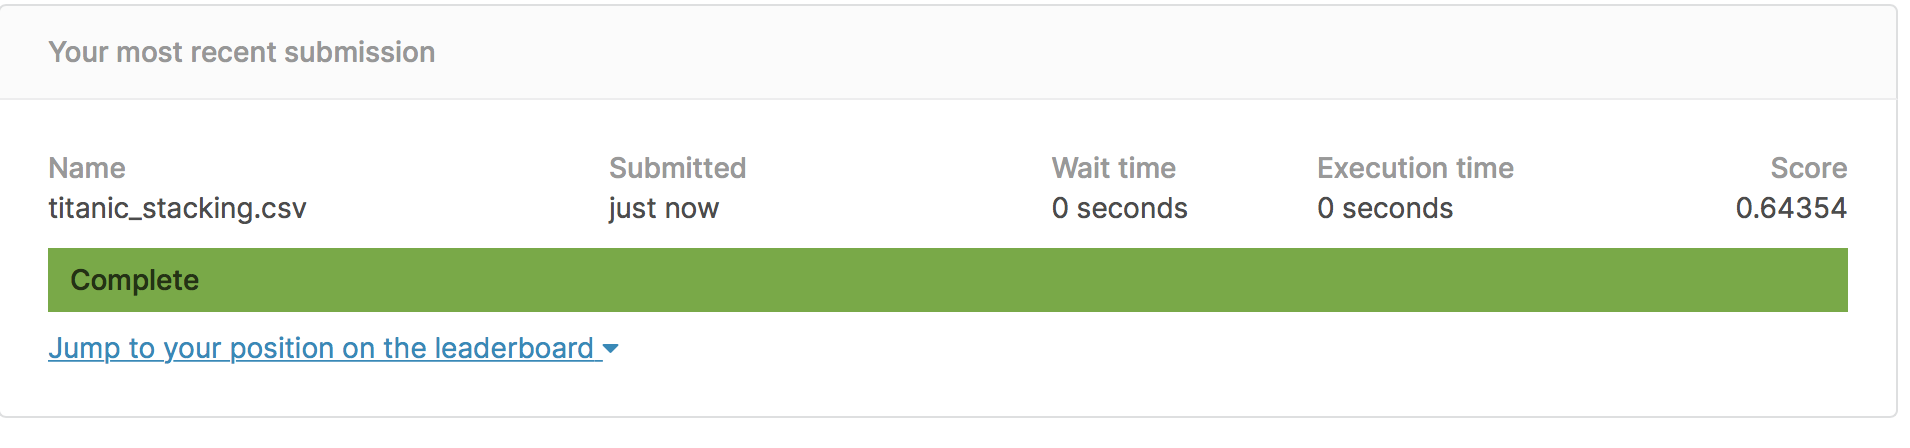 Your most recent submission
Name Submitted Wait time Execution time Score
titanic_stacking.csv just now 0 seconds 0 seconds 0.64354
Complete
Jump to your position on the leaderboard